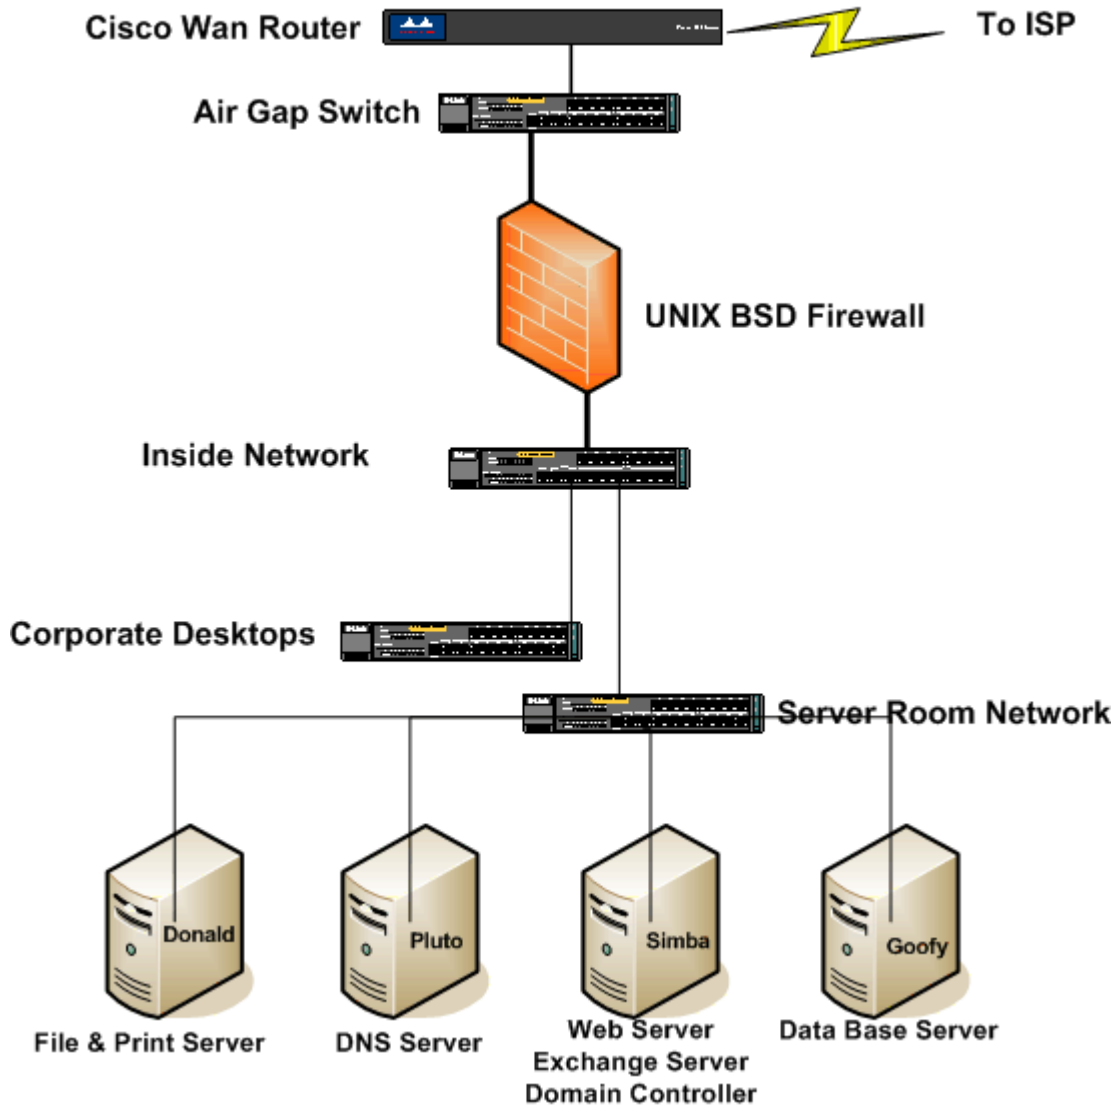 Cisco Wan Router
To ISP
Air Gap Switch
UNIX BSD Firewall
Inside Network
Corporate Desktops
Server Room Network
Donald
Pluto
Simba
Goofy
File & Print Server
DNS Server
Web Server
Exchange Server
Domain Controller
Data Base Server